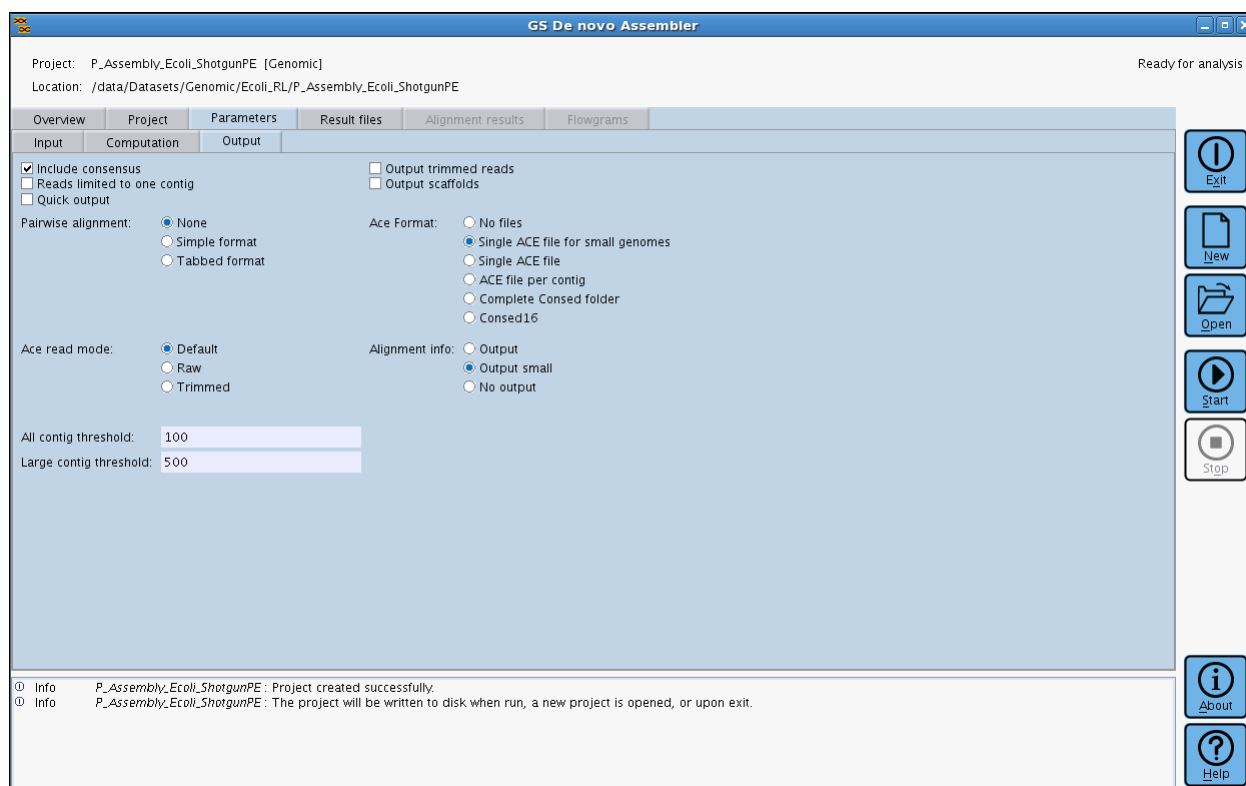 GS De novo Assembler
Project: P_Assembly_Ecoli_ShotgunPE [Genomic]
Ready for analysis
Location: /data/Datasets/Genomic/Ecoli_RL/P_Assembly_Ecoli_ShotgunPE
Overview Project Parameters Result files Alignment results Flowgrams
Input Computation Output
Include consensus
Output trimmed reads
Reads limited to one contig
Output scaffolds
Quick output
Pairwise alignment: None
Simple format
Tabbed format
Ace Format: No files
Single ACE file for small genomes
Single ACE file
ACE file per contig
Complete Consed folder
Consed16
Ace read mode: Default
Raw
Trimmed
Alignment info: Output
Output small
No output
All contig threshold: 100
Large contig threshold: 500
Exit
New
Open
Start
Stop
About
Help
Info P_Assembly_Ecoli_ShotgunPE : Project created successfully.
Info P_Assembly_Ecoli_ShotgunPE : The project will be written to disk when run, a new project is opened, or upon exit.